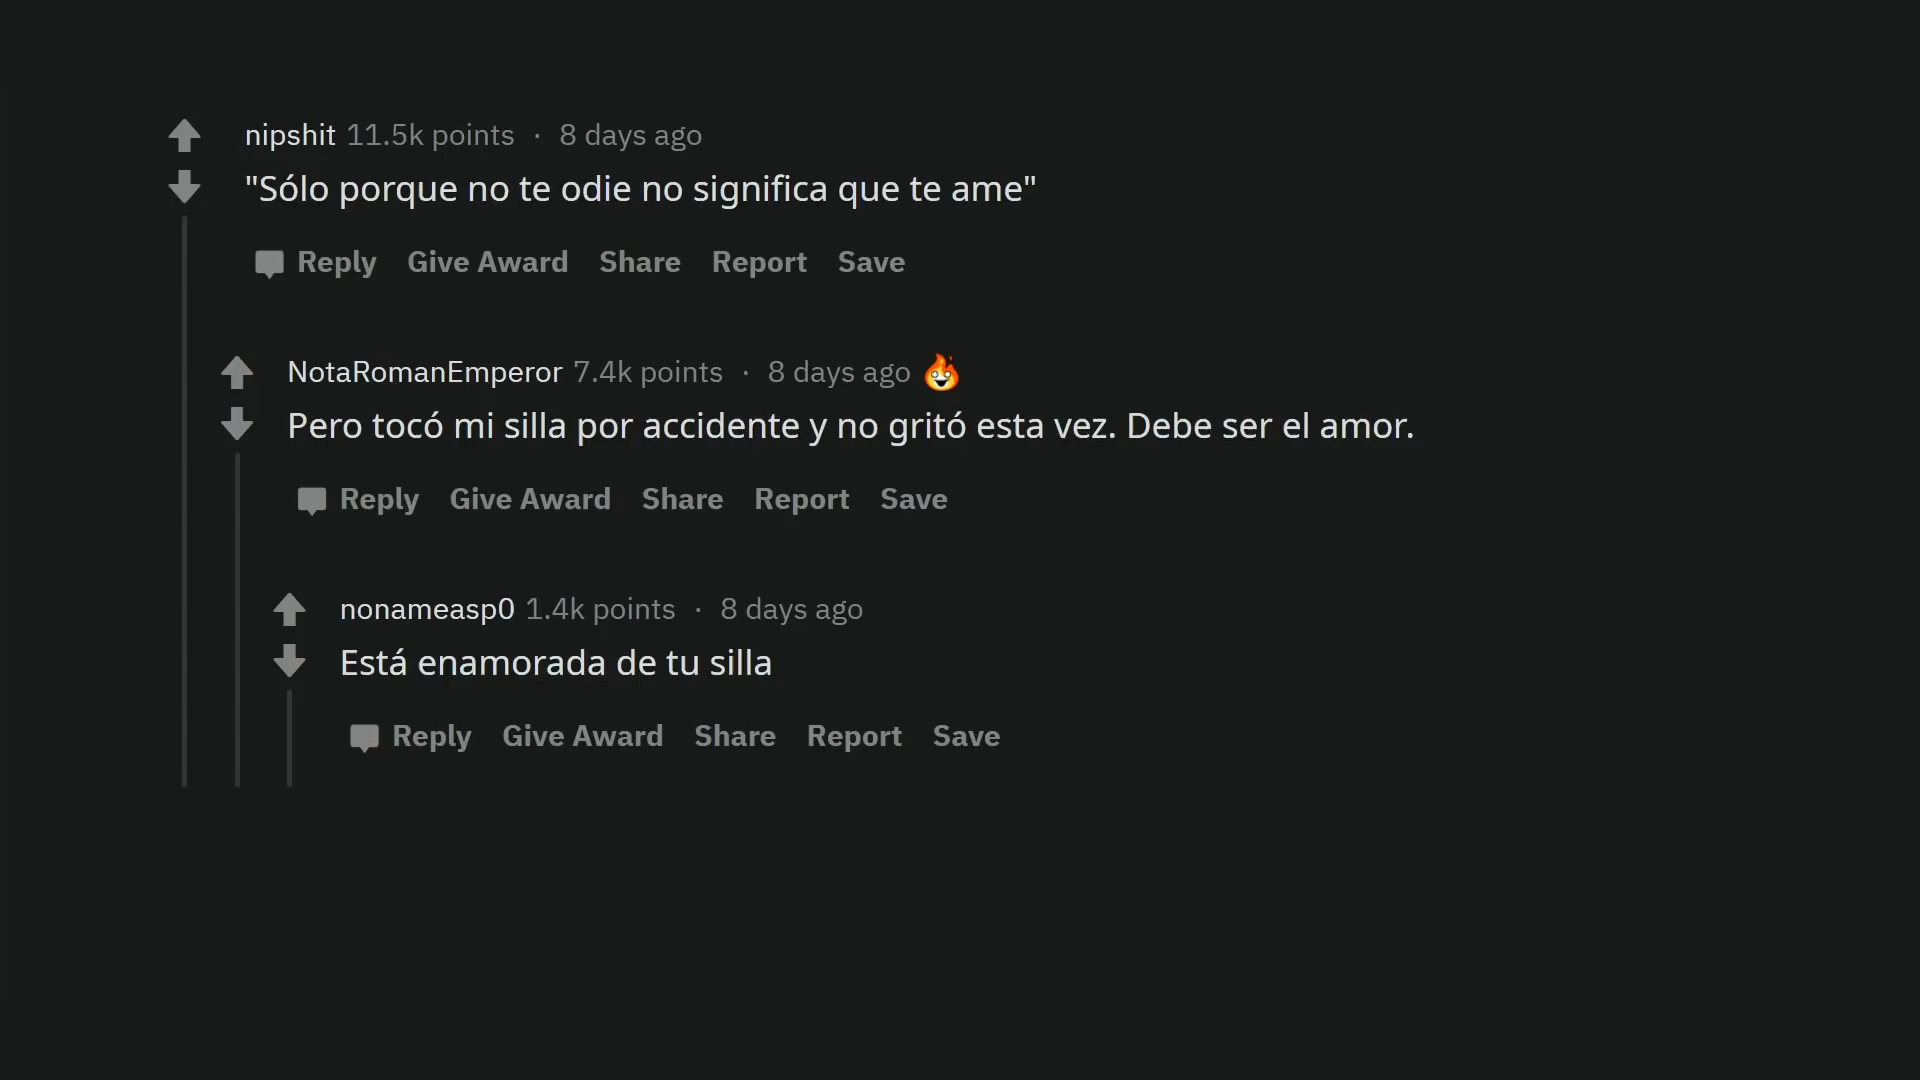 nipshit 11.5k points · 8 days ago
"Sólo porque no te odie no significa que te ame"
Reply Give Award Share Report Save
NotaRomanEmperor 7.4k points · 8 days ago
Pero tocó mi silla por accidente y no gritó esta vez. Debe ser el amor.
Reply Give Award Share Report Save
nonameasp0 1.4k points · 8 days ago
Está enamorada de tu silla
Reply Give Award Share Report Save